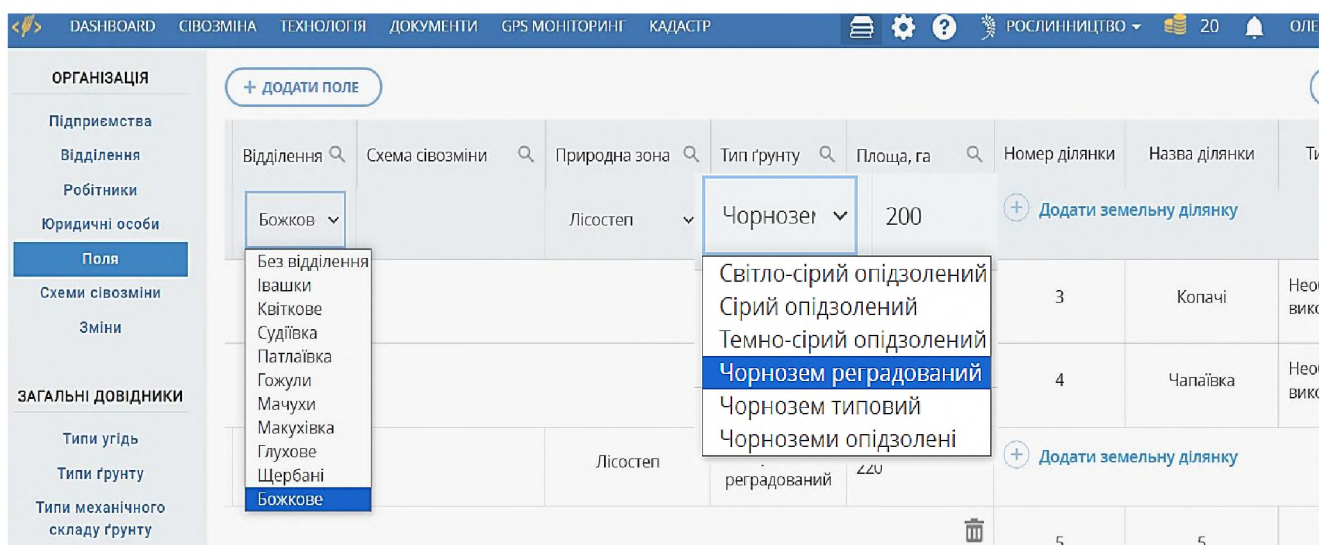 DASHBOARD СІВОЗМІНА ТЕХНОЛОГІЯ ДОКУМЕНТИ GPS МОНІТОРИНГ КАДАСТР РОСЛИННИЦТВО 20
ОРГАНІЗАЦІЯ
Підприємства
Відділення
Робітники
Юридичні особи
Поля
Схеми сівозміни
Зміни
ЗАГАЛЬНІ ДОВІДНИКИ
Типи угідь
Типи ґрунту
Типи механічного
складу ґрунту
+ ДОДАТИ ПОЛЕ
Відділення Схема сівозміни Природна зона Тип ґрунту Площа, га Номер ділянки Назва ділянки
Божков Лісостеп Чорнозем 200 Додати земельну ділянку
Без відділення
Івашки
Квіткове
Судіївка
Патлаївка
Гожули
Мачухи
Макухівка
Глухове
Щербані
Божкове
Світло-сірий опідзолений
Сірий опідзолений
Темно-сірий опідзолений
Чорнозем реградований
Чорнозем типовий
Чорноземи опідзолені
3 Копачі
4 Чапаївка
Лісостеп реградований 220 Додати земельну ділянку
5 5